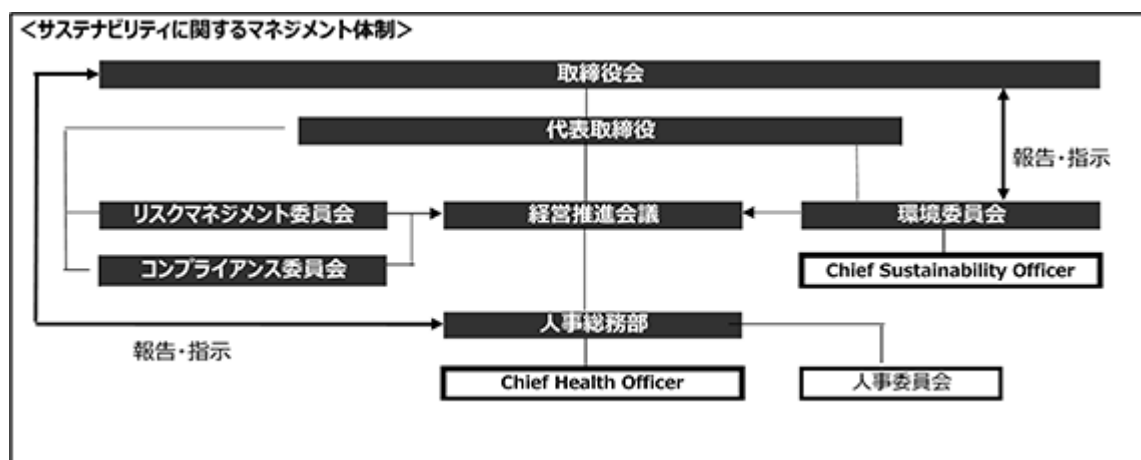 ＜サステナビリティに関するマネジメント体制＞
取締役会
代表取締役
報告・指示
リスクマネジメント委員会
経営推進会議
環境委員会
コンプライアンス委員会
Chief Sustainability Officer
人事総務部
報告・指示
Chief Health Officer
人事委員会